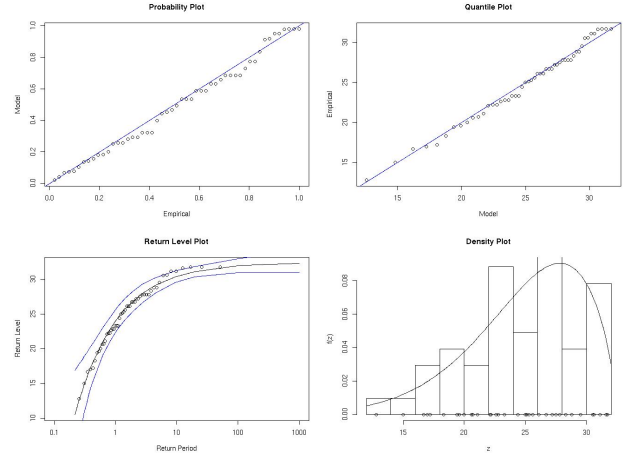 Probability Plot
Model
0.0 0.2 0.4 0.6 0.8 1.0
0.0 0.2 0.4 0.6 0.8 1.0
Empirical
Quantile Plot
Empirical
15 20 25 30
15 20 25 30
Model
Return Level Plot
Return Level
10 15 20 25 30
0.1 1 10 100 1000
Return Period
Density Plot
f(z)
0.00 0.02 0.04 0.06 0.08
15 20 25 30
z